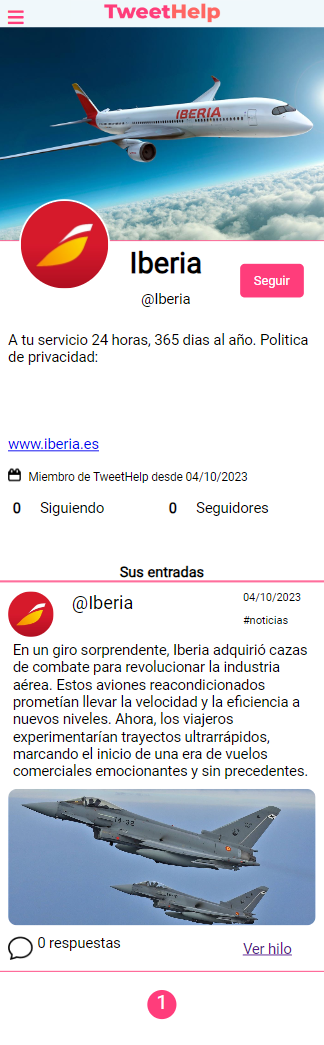 TweetHelp
IBERIA
Iberia
Seguir
@Iberia
A tu servicio 24 horas, 365 dias al año. Politica
de privacidad:
www.iberia.es
Miembro de TweetHelp desde 04/10/2023
0 Siguiendo 0 Seguidores
Sus entradas
@Iberia
04/10/2023
#noticias
En un giro sorprendente, Iberia adquirió cazas
de combate para revolucionar la industria
aérea. Estos aviones reacondicionados
prometían llevar la velocidad y la eficiencia a
nuevos niveles. Ahora, los viajeros
experimentarían trayectos ultrarrápidos,
marcando el inicio de una era de vuelos
comerciales emocionantes y sin precedentes.
14-32
0 respuestas
Ver hilo
1